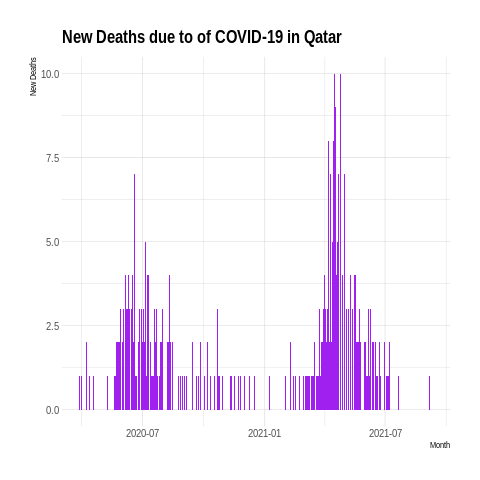 New Deaths due to of COVID-19 in Qatar
New Deaths
10.0
7.5
5.0
2.5
0.0
2020-07
2021-01
2021-07
Month